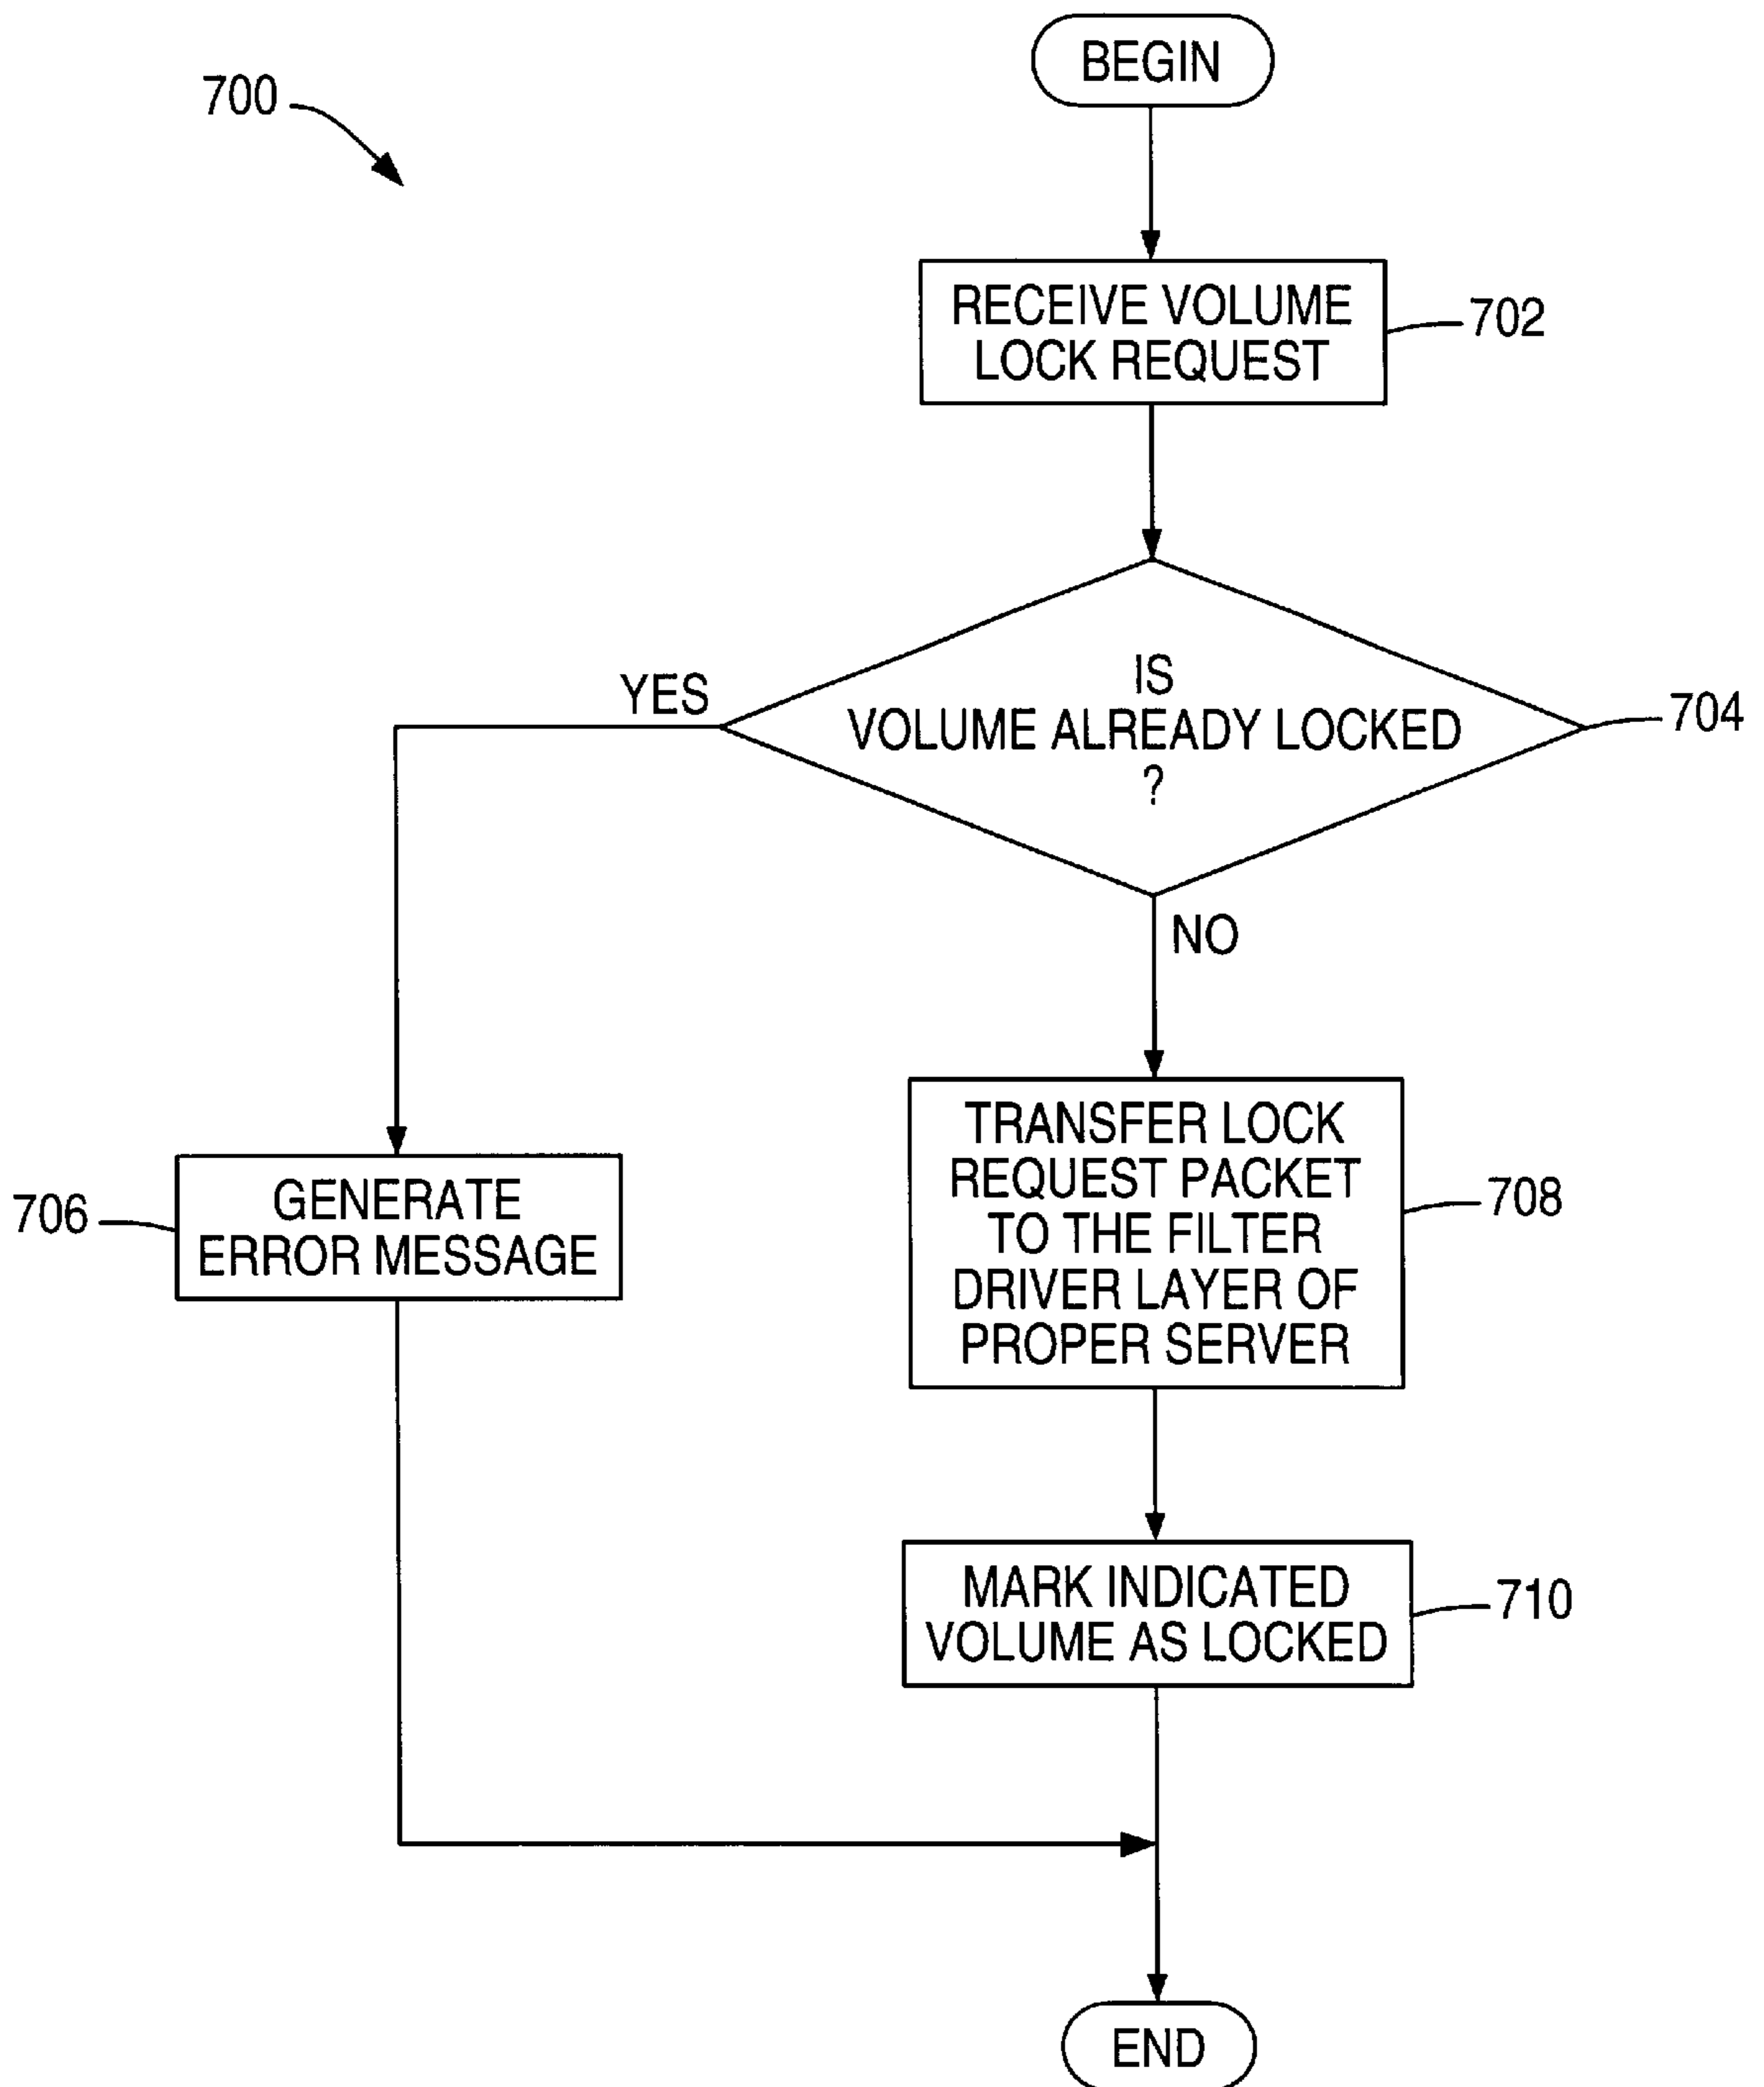 BEGIN
700
RECEIVE VOLUME
LOCK REQUEST
702
IS
VOLUME ALREADY LOCKED
?
704
YES
NO
GENERATE
ERROR MESSAGE
706
TRANSFER LOCK
REQUEST PACKET
TO THE FILTER
DRIVER LAYER OF
PROPER SERVER
708
MARK INDICATED
VOLUME AS LOCKED
710
END